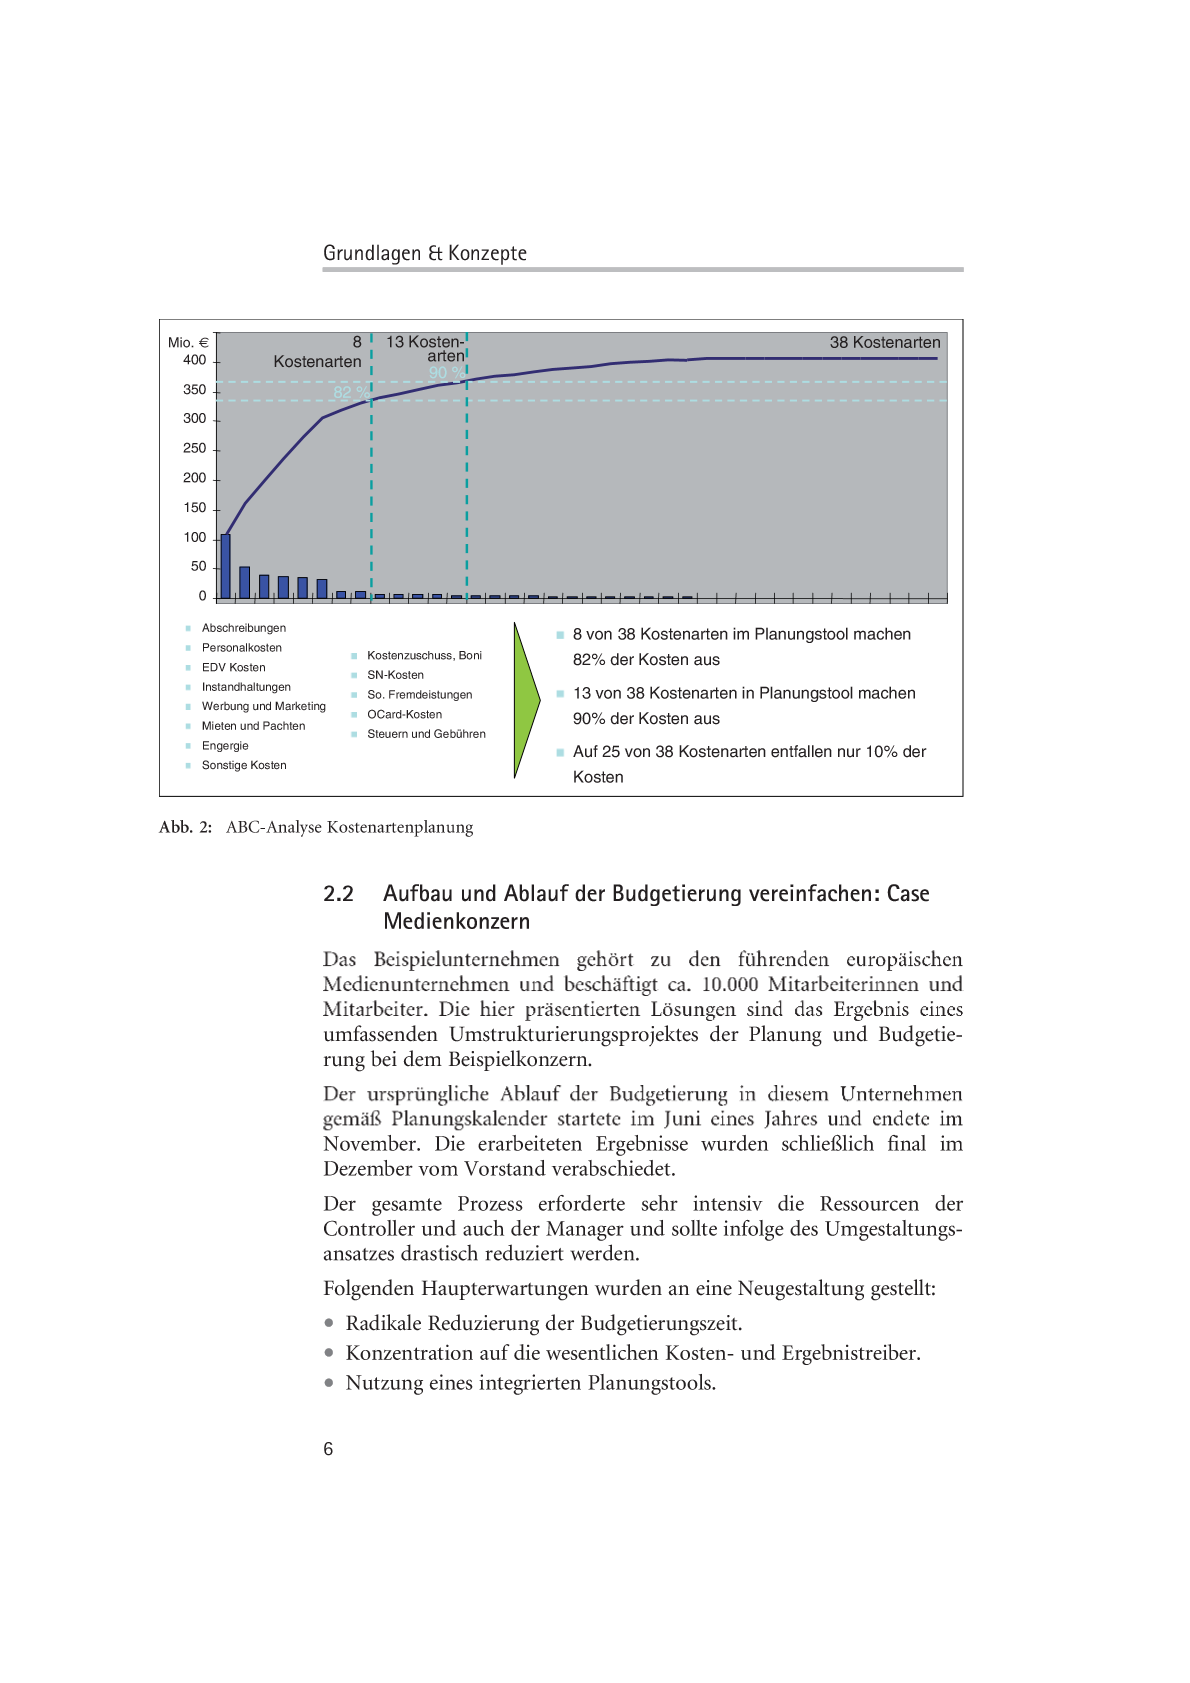 Grundlagen & Konzepte
Mio. €
400
350
300
250
200
150
100
50
0
8
Kostenarten
82 %
13 Kosten-
arten
90 %
38 Kostenarten
Abschreibungen
Personalkosten
EDV Kosten
Instandhaltungen
Werbung und Marketing
Mieten und Pachten
Engergie
Sonstige Kosten
Kostenzuschuss, Boni
SN-Kosten
So. Fremdeistungen
OCard-Kosten
Steuern und Gebühren
8 von 38 Kostenarten im Planungstool machen
82% der Kosten aus
13 von 38 Kostenarten in Planungstool machen
90% der Kosten aus
Auf 25 von 38 Kostenarten entfallen nur 10% der
Kosten
Abb. 2: ABC-Analyse Kostenartenplanung
2.2 Aufbau und Ablauf der Budgetierung vereinfachen: Case
Medienkonzern
Das Beispielunternehmen gehört zu den führenden europäischen
Medienunternehmen und beschäftigt ca. 10.000 Mitarbeiterinnen und
Mitarbeiter. Die hier präsentierten Lösungen sind das Ergebnis eines
umfassenden Umstrukturierungsprojektes der Planung und Budgetie-
rung bei dem Beispielkonzern.
Der ursprüngliche Ablauf der Budgetierung in diesem Unternehmen
gemäß Planungskalender startete im Juni eines Jahres und endete im
November. Die erarbeiteten Ergebnisse wurden schließlich final im
Dezember vom Vorstand verabschiedet.
Der gesamte Prozess erforderte sehr intensiv die Ressourcen der
Controller und auch der Manager und sollte infolge des Umgestaltungs-
ansatzes drastisch reduziert werden.
Folgenden Haupterwartungen wurden an eine Neugestaltung gestellt:
• Radikale Reduzierung der Budgetierungszeit.
• Konzentration auf die wesentlichen Kosten- und Ergebnistreiber.
• Nutzung eines integrierten Planungstools.
6